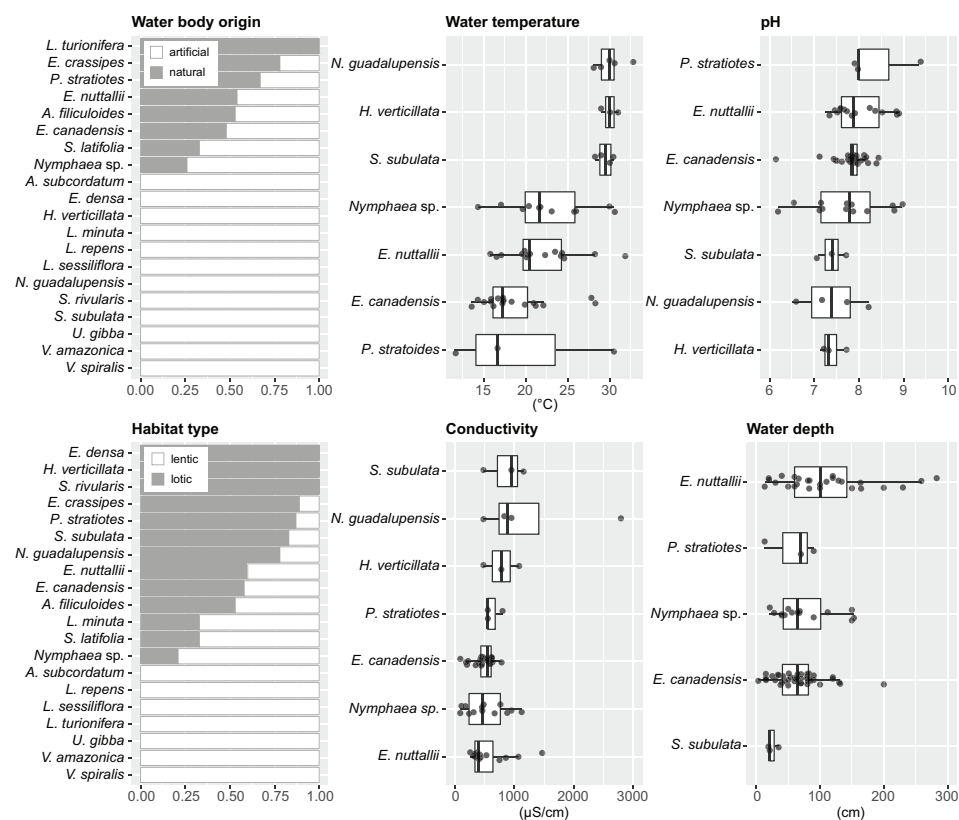 Water body origin
L. turionifera
E. crassipes
P. stratiotes
E. nuttallii
A. filiculoides
E. canadensis
S. latifolia
Nymphaea sp.
A. subcordatum
E. densa
H. verticillata
L. minuta
L. repens
L. sessiliflora
N. guadalupensis
S. rivularis
S. subulata
U. gibba
V. amazonica
V. spiralis
artificial
natural
0.00 0.25 0.50 0.75 1.00
Water temperature
N. guadalupensis
H. verticillata
S. subulata
Nymphaea sp.
E. nuttallii
E. canadensis
P. stratoides
15 20 25 30
(°C)
pH
P. stratiotes
E. nuttallii
E. canadensis
Nymphaea sp.
S. subulata
N. guadalupensis
H. verticillata
6 7 8 9 10
Habitat type
E. densa
H. verticillata
S. rivularis
E. crassipes
P. stratiotes
S. subulata
N. guadalupensis
E. nuttallii
E. canadensis
A. filiculoides
L. minuta
S. latifolia
Nymphaea sp.
A. subcordatum
L. repens
L. sessiliflora
L. turionifera
U. gibba
V. amazonica
V. spiralis
lentic
lotic
0.00 0.25 0.50 0.75 1.00
Conductivity
S. subulata
N. guadalupensis
H. verticillata
P. stratiotes
E. canadensis
Nymphaea sp.
E. nuttallii
0 1000 2000 3000
(µS/cm)
Water depth
E. nuttallii
P. stratiotes
Nymphaea sp.
E. canadensis
S. subulata
0 100 200 300
(cm)